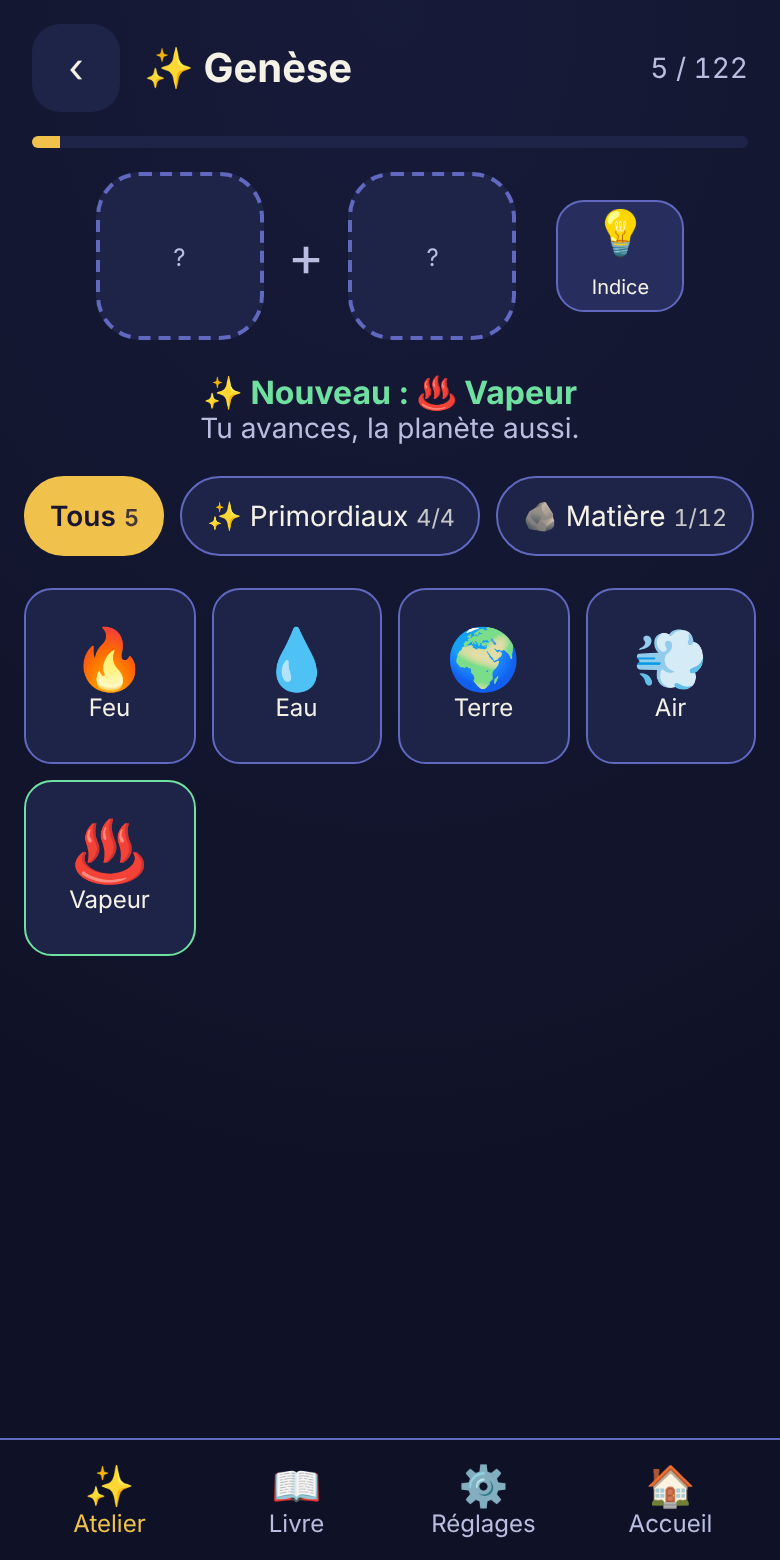 ‹ ✨ Genèse 5 / 122
? + ? 💡 Indice
✨ Nouveau : ♨️ Vapeur
Tu avances, la planète aussi.
Tous 5 ✨ Primordiaux 4/4 🪨 Matière 1/12
Feu Eau Terre Air
Vapeur
Atelier Livre Réglages Accueil